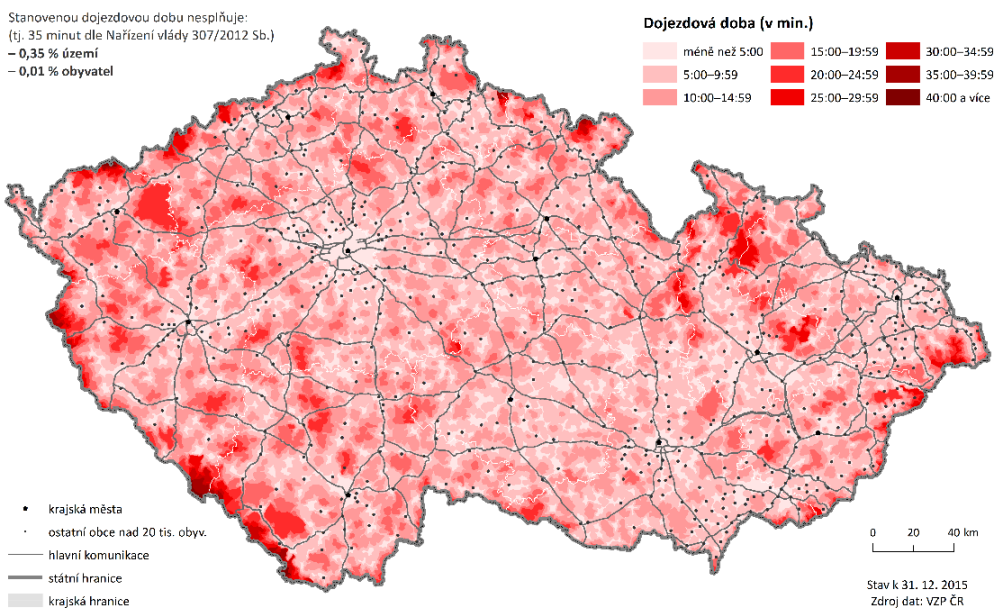 Stanovenou dojezdovou dobu nesplňuje:
(tj. 35 minut dle Nařízení vlády 307/2012 Sb.)
– 0,35 % území
– 0,01 % obyvatel
Dojezdová doba (v min.)
méně než 5:00
5:00–9:59
10:00–14:59
15:00–19:59
20:00–24:59
25:00–29:59
30:00–34:59
35:00–39:59
40:00 a více
krajská města
ostatní obce nad 20 tis. obyv.
hlavní komunikace
státní hranice
krajská hranice
0 20 40 km
Stav k 31. 12. 2015
Zdroj dat: VZP ČR